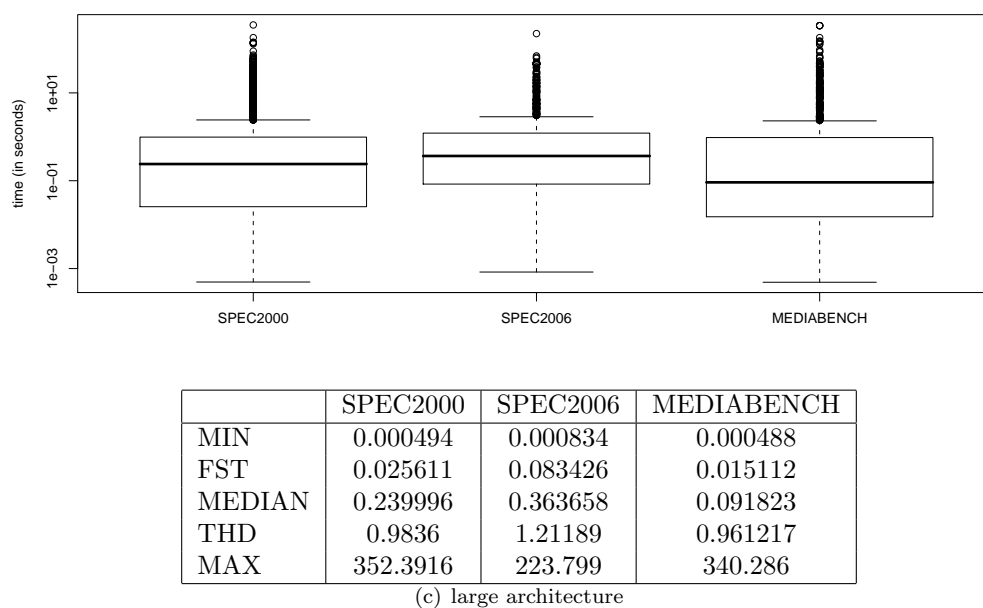 time (in seconds)
1e+01
1e-01
1e-03
SPEC2000 SPEC2006 MEDIABENCH
SPEC2000 SPEC2006 MEDIABENCH
MIN 0.000494 0.000834 0.000488
FST 0.025611 0.083426 0.015112
MEDIAN 0.239996 0.363658 0.091823
THD 0.9836 1.21189 0.961217
MAX 352.3916 223.799 340.286
(c) large architecture